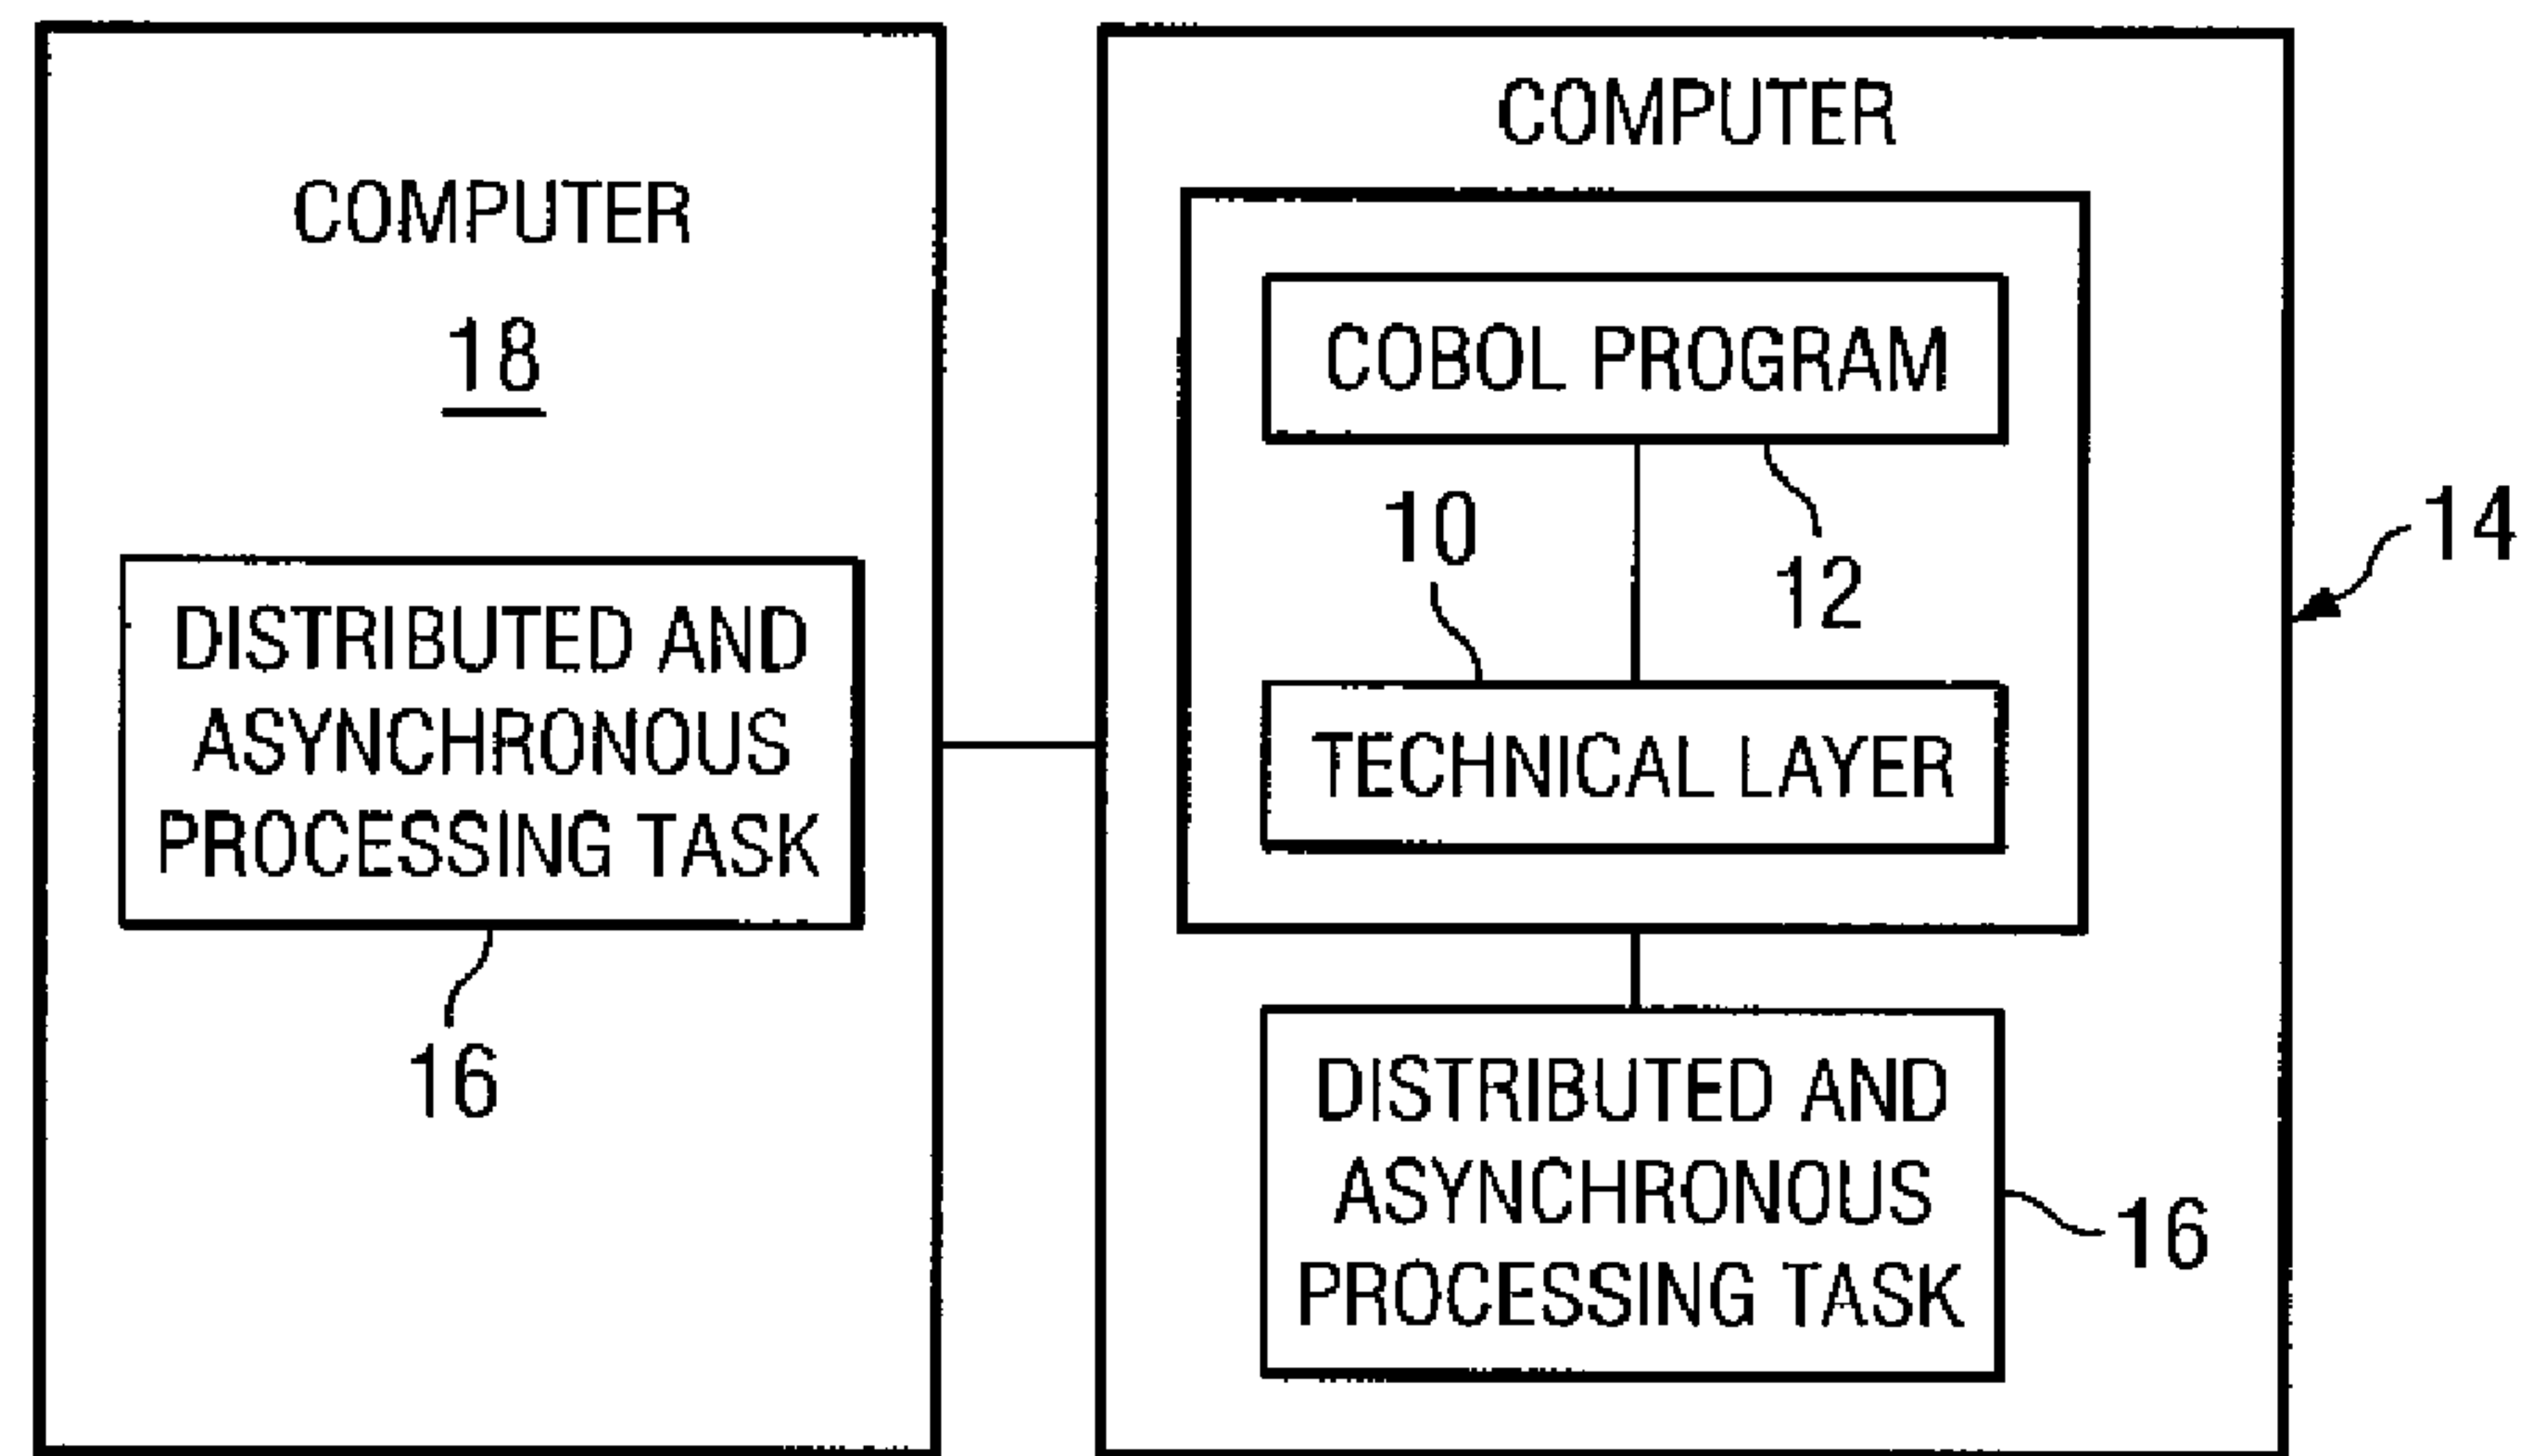 COMPUTER
18
DISTRIBUTED AND
ASYNCHRONOUS
PROCESSING TASK
16
COMPUTER
COBOL PROGRAM
10
12
TECHNICAL LAYER
14
DISTRIBUTED AND
ASYNCHRONOUS
PROCESSING TASK
16